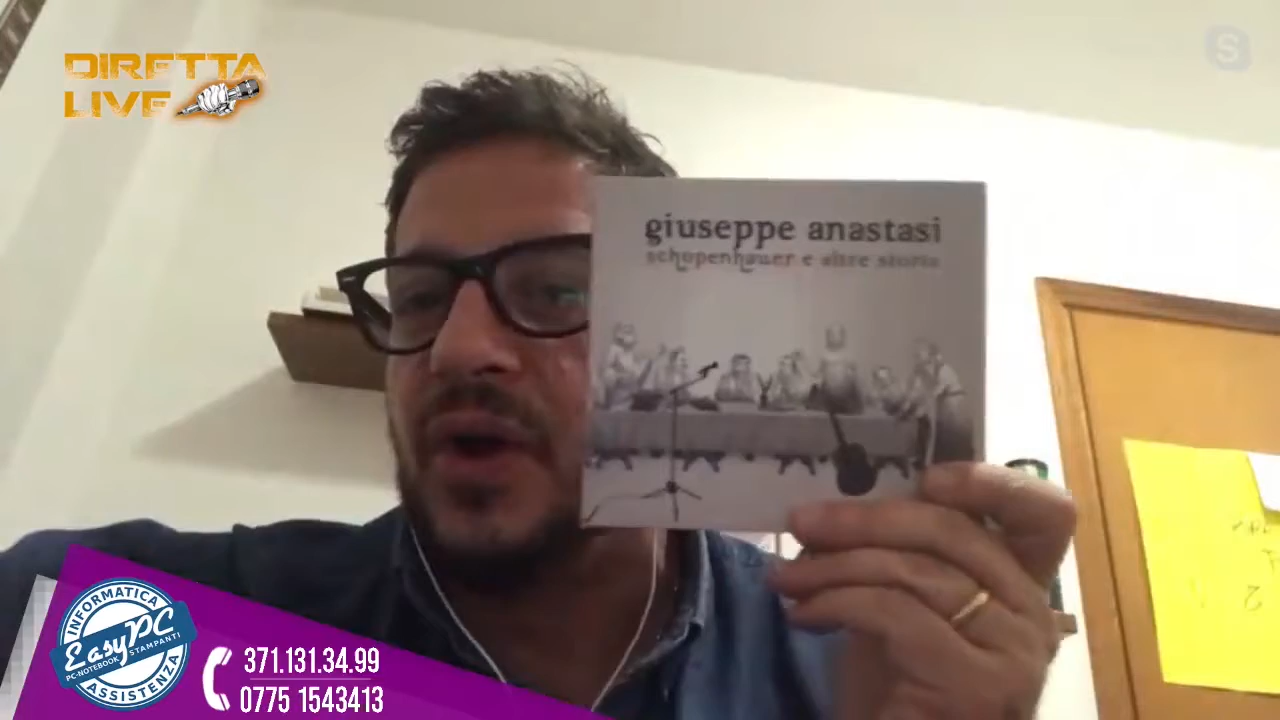 DIRETTA
LIVE
S
giuseppe anastasi
schopenhauer e altre storie
INFORMATICA
EasyPC
PC-NOTEBOOK STAMPANTI
ASSISTENZA
371.131.34.99
0775 1543413